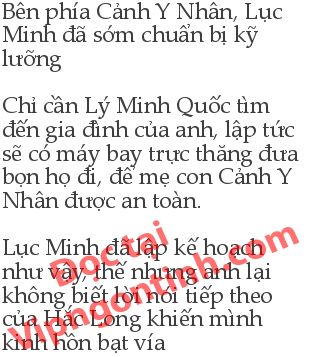 Bên phía Cảnh Y Nhân, Lục
Minh đã sớm chuẩn bị kỹ
lưỡng
Chỉ cần Lý Minh Quốc tìm
đến gia đình của anh, lập tức
sẽ có máy bay trực thăng đưa
bọn họ đi, để mẹ con Cảnh Y
Nhân được an toàn.
Lục Minh đã lập kế hoạch
như vậy, thế nhưng anh lại
không biết lời nói tiếp theo
của Hắc Long khiến mình
kinh hồn bạt vía
Doctai
Vipngontinh.com